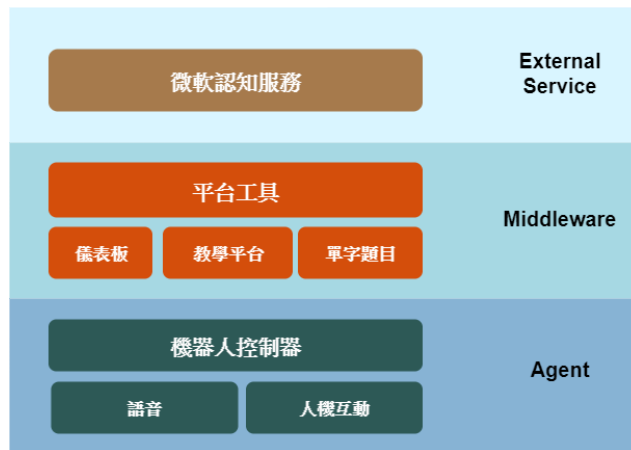 微軟認知服務
External
Service
平台工具
Middleware
儀表板
教學平台
單字題目
機器人控制器
Agent
語音
人機互動